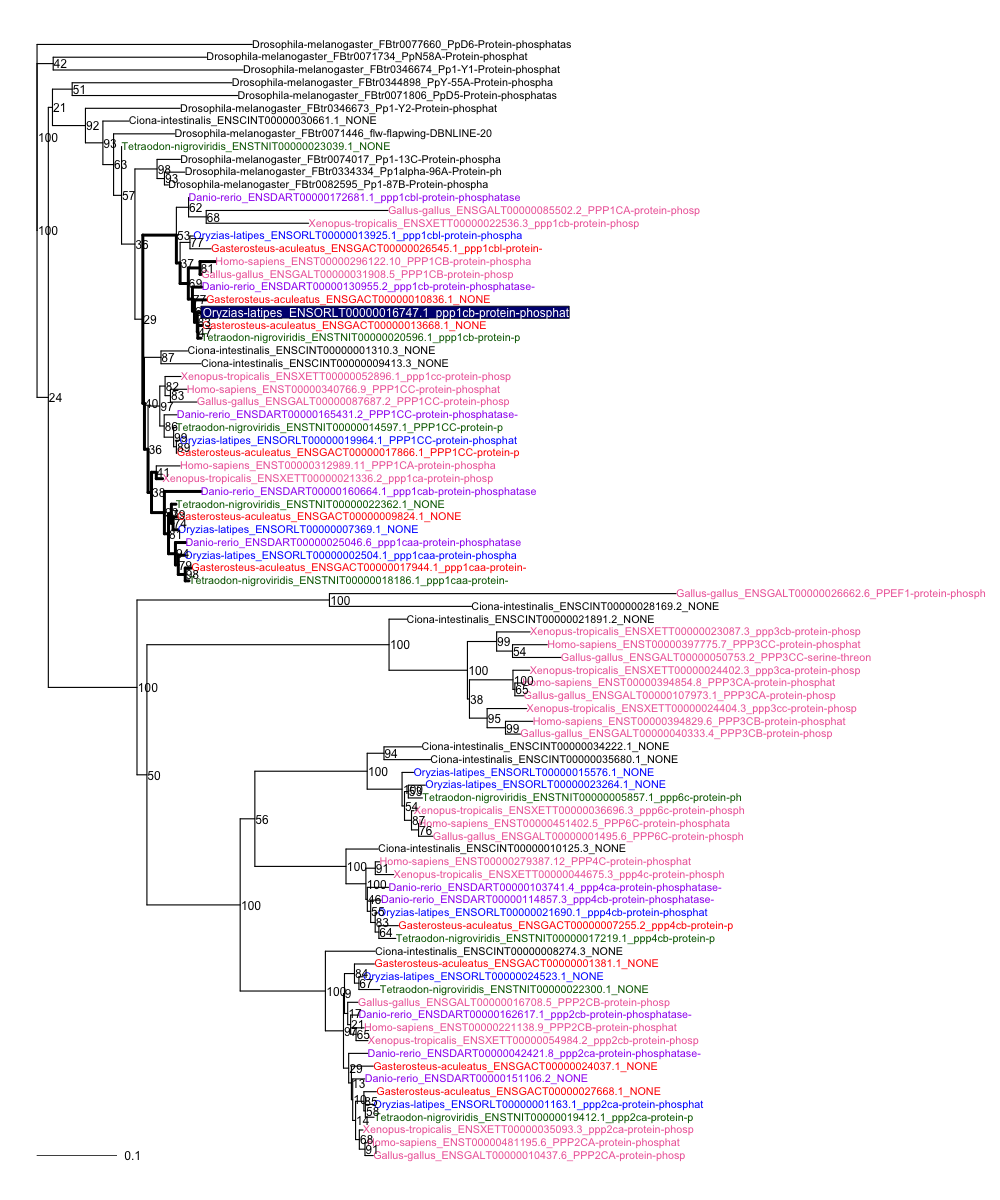 Drosophila-melanogaster_FBtr0077660_PpD6-Protein-phosphatas
Drosophila-melanogaster_FBtr0071734_PpN58A-Protein-phosphat
42
Drosophila-melanogaster_FBtr0346674_Pp1-Y1-Protein-phosphat
Drosophila-melanogaster_FBtr0344898_PpY-55A-Protein-phospha
51
Drosophila-melanogaster_FBtr0071806_PpD5-Protein-phosphatas
21
Drosophila-melanogaster_FBtr0346673_Pp1-Y2-Protein-phosphat
Ciona-intestinalis_ENSCINT00000030661.1_NONE
92
Drosophila-melanogaster_FBtr0071446_flw-flapwing-DBNLINE-20
100
93
Tetraodon-nigroviridis_ENSTNIT00000023039.1_NONE
Drosophila-melanogaster_FBtr0074017_Pp1-13C-Protein-phospha
63
98
Drosophila-melanogaster_FBtr0334334_Pp1alpha-96A-Protein-ph
93
Drosophila-melanogaster_FBtr0082595_Pp1-87B-Protein-phospha
57
Danio-rerio_ENSDART00000172681.1_ppp1cbl-protein-phosphatase
62
Gallus-gallus_ENSGALT00000085502.2_PPP1CA-protein-phosp
68
Xenopus-tropicalis_ENSXETT00000022536.3_ppp1cb-protein-phosp
100
53
Oryzias-latipes_ENSORLT00000013925.1_ppp1cbl-protein-phospha
36
77
Gasterosteus-aculeatus_ENSGACT00000026545.1_ppp1cbl-protein-
37
Homo-sapiens_ENST00000296122.10_PPP1CB-protein-phospha
81
Gallus-gallus_ENSGALT00000031908.5_PPP1CB-protein-phosp
69
Danio-rerio_ENSDART00000130955.2_ppp1cb-protein-phosphatase-
77
Gasterosteus-aculeatus_ENSGACT00000010836.1_NONE
Oryzias-latipes_ENSORLT00000016747.1_ppp1cb-protein-phosphat
29
Gasterosteus-aculeatus_ENSGACT00000013668.1_NONE
Tetraodon-nigroviridis_ENSTNIT00000020596.1_ppp1cb-protein-p
Ciona-intestinalis_ENSCINT00000001310.3_NONE
87
Ciona-intestinalis_ENSCINT00000009413.3_NONE
Xenopus-tropicalis_ENSXETT00000052896.1_ppp1cc-protein-phosp
82
Homo-sapiens_ENST00000340766.9_PPP1CC-protein-phosphat
83
24
Gallus-gallus_ENSGALT00000087687.2_PPP1CC-protein-phosp
40
97
Danio-rerio_ENSDART00000165431.2_PPP1CC-protein-phosphatase-
86
Tetraodon-nigroviridis_ENSTNIT00000014597.1_PPP1CC-protein-p
99
Oryzias-latipes_ENSORLT00000019964.1_PPP1CC-protein-phosphat
36
89
Gasterosteus-aculeatus_ENSGACT00000017866.1_PPP1CC-protein-p
Homo-sapiens_ENST00000312989.11_PPP1CA-protein-phospha
41
Xenopus-tropicalis_ENSXETT00000021336.2_ppp1ca-protein-phosp
38
Danio-rerio_ENSDART00000160664.1_ppp1cab-protein-phosphatase
Tetraodon-nigroviridis_ENSTNIT00000022362.1_NONE
Gasterosteus-aculeatus_ENSGACT00000009824.1_NONE
74
Oryzias-latipes_ENSORLT00000007369.1_NONE
81
Danio-rerio_ENSDART00000025046.6_ppp1caa-protein-phosphatase
Oryzias-latipes_ENSORLT00000002504.1_ppp1caa-protein-phospha
79
Gasterosteus-aculeatus_ENSGACT00000017944.1_ppp1caa-protein-
98
Tetraodon-nigroviridis_ENSTNIT00000018186.1_ppp1caa-protein-
Gallus-gallus_ENSGALT00000026662.6_PPEF1-protein-phosph
100
Ciona-intestinalis_ENSCINT00000028169.2_NONE
Ciona-intestinalis_ENSCINT00000021891.2_NONE
Xenopus-tropicalis_ENSXETT00000023087.3_ppp3cb-protein-phosp
99
100
Homo-sapiens_ENST00000397775.7_PPP3CC-protein-phosphat
54
Gallus-gallus_ENSGALT00000050753.2_PPP3CC-serine-threon
100
Xenopus-tropicalis_ENSXETT00000024402.3_ppp3ca-protein-phosp
100
Homo-sapiens_ENST00000394854.8_PPP3CA-protein-phosphat
100
65
Gallus-gallus_ENSGALT00000107973.1_PPP3CA-protein-phosp
38
Xenopus-tropicalis_ENSXETT00000024404.3_ppp3cc-protein-phosp
95
Homo-sapiens_ENST00000394829.6_PPP3CB-protein-phosphat
99
Gallus-gallus_ENSGALT00000040333.4_PPP3CB-protein-phosp
Ciona-intestinalis_ENSCINT00000034222.1_NONE
94
Ciona-intestinalis_ENSCINT00000035680.1_NONE
100
Oryzias-latipes_ENSORLT00000015576.1_NONE
50
Oryzias-latipes_ENSORLT00000023264.1_NONE
Tetraodon-nigroviridis_ENSTNIT00000005857.1_ppp6c-protein-ph
54
Xenopus-tropicalis_ENSXETT00000036696.3_ppp6c-protein-phosph
56
87
Homo-sapiens_ENST00000451402.5_PPP6C-protein-phosphata
76
Gallus-gallus_ENSGALT00000001495.6_PPP6C-protein-phosph
Ciona-intestinalis_ENSCINT00000010125.3_NONE
Homo-sapiens_ENST00000279387.12_PPP4C-protein-phosphat
100
91
Xenopus-tropicalis_ENSXETT00000044675.3_ppp4c-protein-phosph
100
Danio-rerio_ENSDART00000103741.4_ppp4ca-protein-phosphatase-
46
Danio-rerio_ENSDART00000114857.3_ppp4cb-protein-phosphatase-
100
55
Oryzias-latipes_ENSORLT00000021690.1_ppp4cb-protein-phosphat
83
Gasterosteus-aculeatus_ENSGACT00000007255.2_ppp4cb-protein-p
64
Tetraodon-nigroviridis_ENSTNIT00000017219.1_ppp4cb-protein-p
Ciona-intestinalis_ENSCINT00000008274.3_NONE
Gasterosteus-aculeatus_ENSGACT00000001381.1_NONE
84
Oryzias-latipes_ENSORLT00000024523.1_NONE
67
Tetraodon-nigroviridis_ENSTNIT00000022300.1_NONE
100
9
Gallus-gallus_ENSGALT00000016708.5_PPP2CB-protein-phosp
17
Danio-rerio_ENSDART00000162617.1_ppp2cb-protein-phosphatase-
21
Homo-sapiens_ENST00000221138.9_PPP2CB-protein-phosphat
65
Xenopus-tropicalis_ENSXETT00000054984.2_ppp2cb-protein-phosp
Danio-rerio_ENSDART00000042421.8_ppp2ca-protein-phosphatase-
29
Gasterosteus-aculeatus_ENSGACT00000024037.1_NONE
13
Danio-rerio_ENSDART00000151106.2_NONE
Gasterosteus-aculeatus_ENSGACT00000027668.1_NONE
10
85
Oryzias-latipes_ENSORLT00000001163.1_ppp2ca-protein-phosphat
58
Tetraodon-nigroviridis_ENSTNIT00000019412.1_ppp2ca-protein-p
14
Xenopus-tropicalis_ENSXETT00000035093.3_ppp2ca-protein-phosp
68
Homo-sapiens_ENST00000481195.6_PPP2CA-protein-phosphat
91
Gallus-gallus_ENSGALT00000010437.6_PPP2CA-protein-phosp
0.1